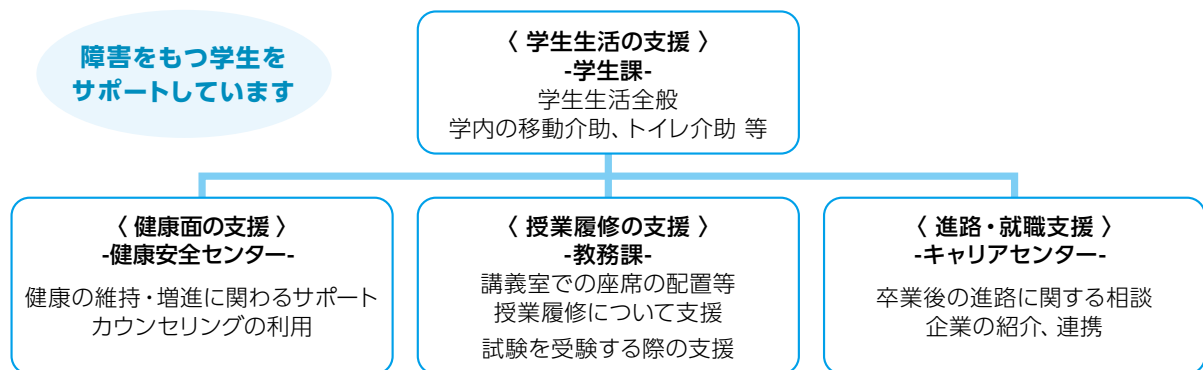 障害をもつ学生を
サポートしています
〈 学生生活の支援 〉
-学生課-
学生生活全般
学内の移動介助、トイレ介助 等
〈 健康面の支援 〉
-健康安全センター-
健康の維持・増進に関わるサポート
カウンセリングの利用
〈 授業履修の支援 〉
-教務課-
講義室での座席の配置等
授業履修について支援
試験を受験する際の支援
〈 進路・就職支援 〉
-キャリアセンター-
卒業後の進路に関する相談
企業の紹介、連携